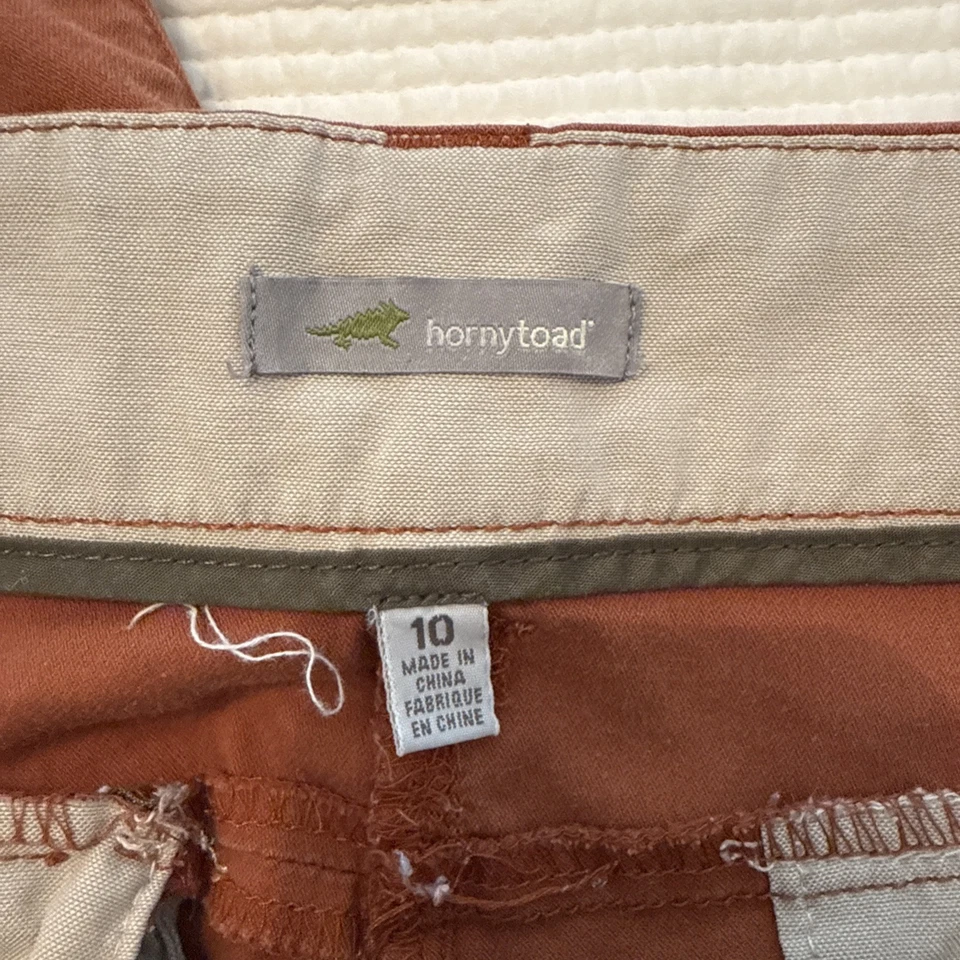 hornytoad
10
MADE IN
CHINA
FABRIQUE
EN CHINE